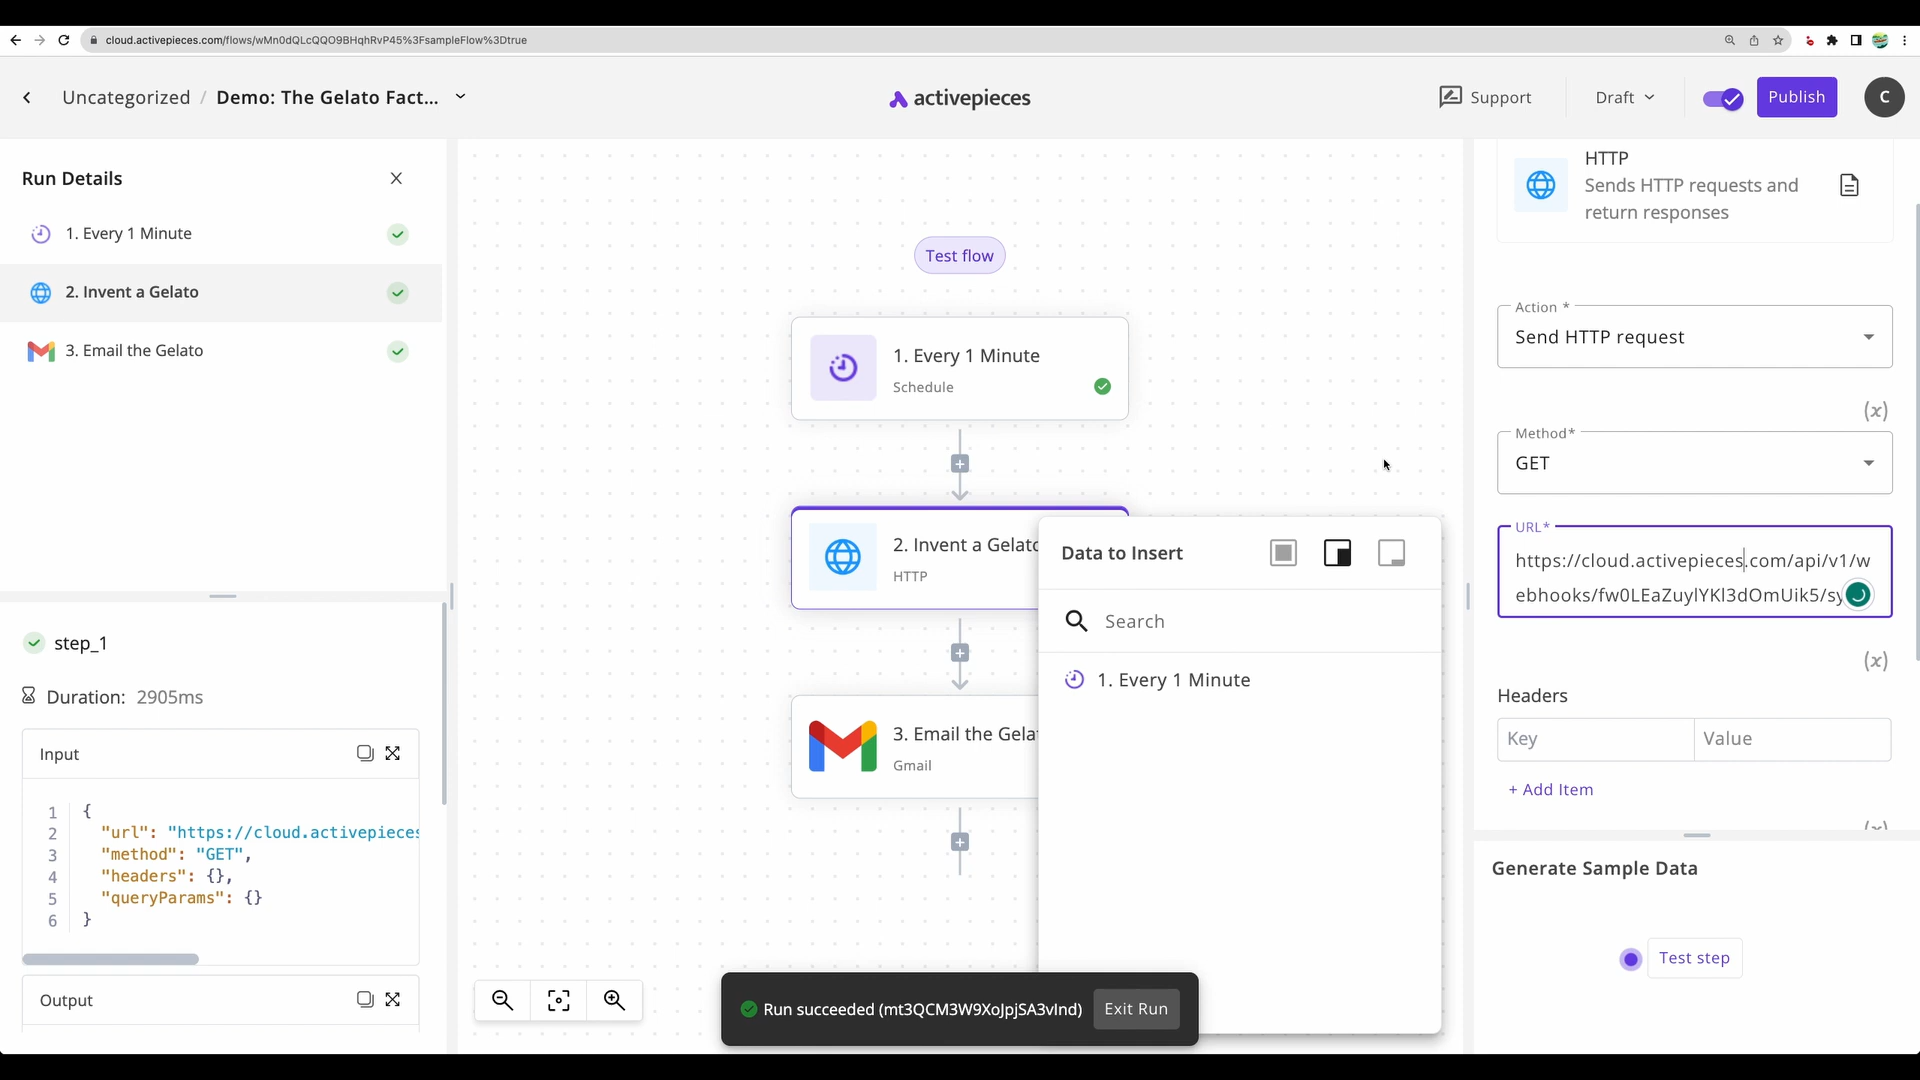 cloud.activepieces.com/flows/wMn0dQLcQQO9BHqhRvP45%3FsampleFlow%3Dtrue
Uncategorized / Demo: The Gelato Fact...
activepieces
Support
Draft
Publish
C
Run Details
1. Every 1 Minute
2. Invent a Gelato
3. Email the Gelato
step_1
Duration: 2905ms
Input
1 {
2 "url": "https://cloud.activepieces
3 "method": "GET",
4 "headers": {},
5 "queryParams": {}
6 }
Output
Test flow
1. Every 1 Minute
Schedule
2. Invent a Gelato
HTTP
3. Email the Gela
Gmail
Data to Insert
Search
1. Every 1 Minute
Run succeeded (mt3QCM3W9XoJpjSA3vInd)
Exit Run
HTTP
Sends HTTP requests and
return responses
Action *
Send HTTP request
(x)
Method*
GET
URL*
https://cloud.activepieces.com/api/v1/w
ebhooks/fw0LEaZuylYKl3dOmUik5/sy
(x)
Headers
Key
Value
+ Add Item
(x)
Generate Sample Data
Test step